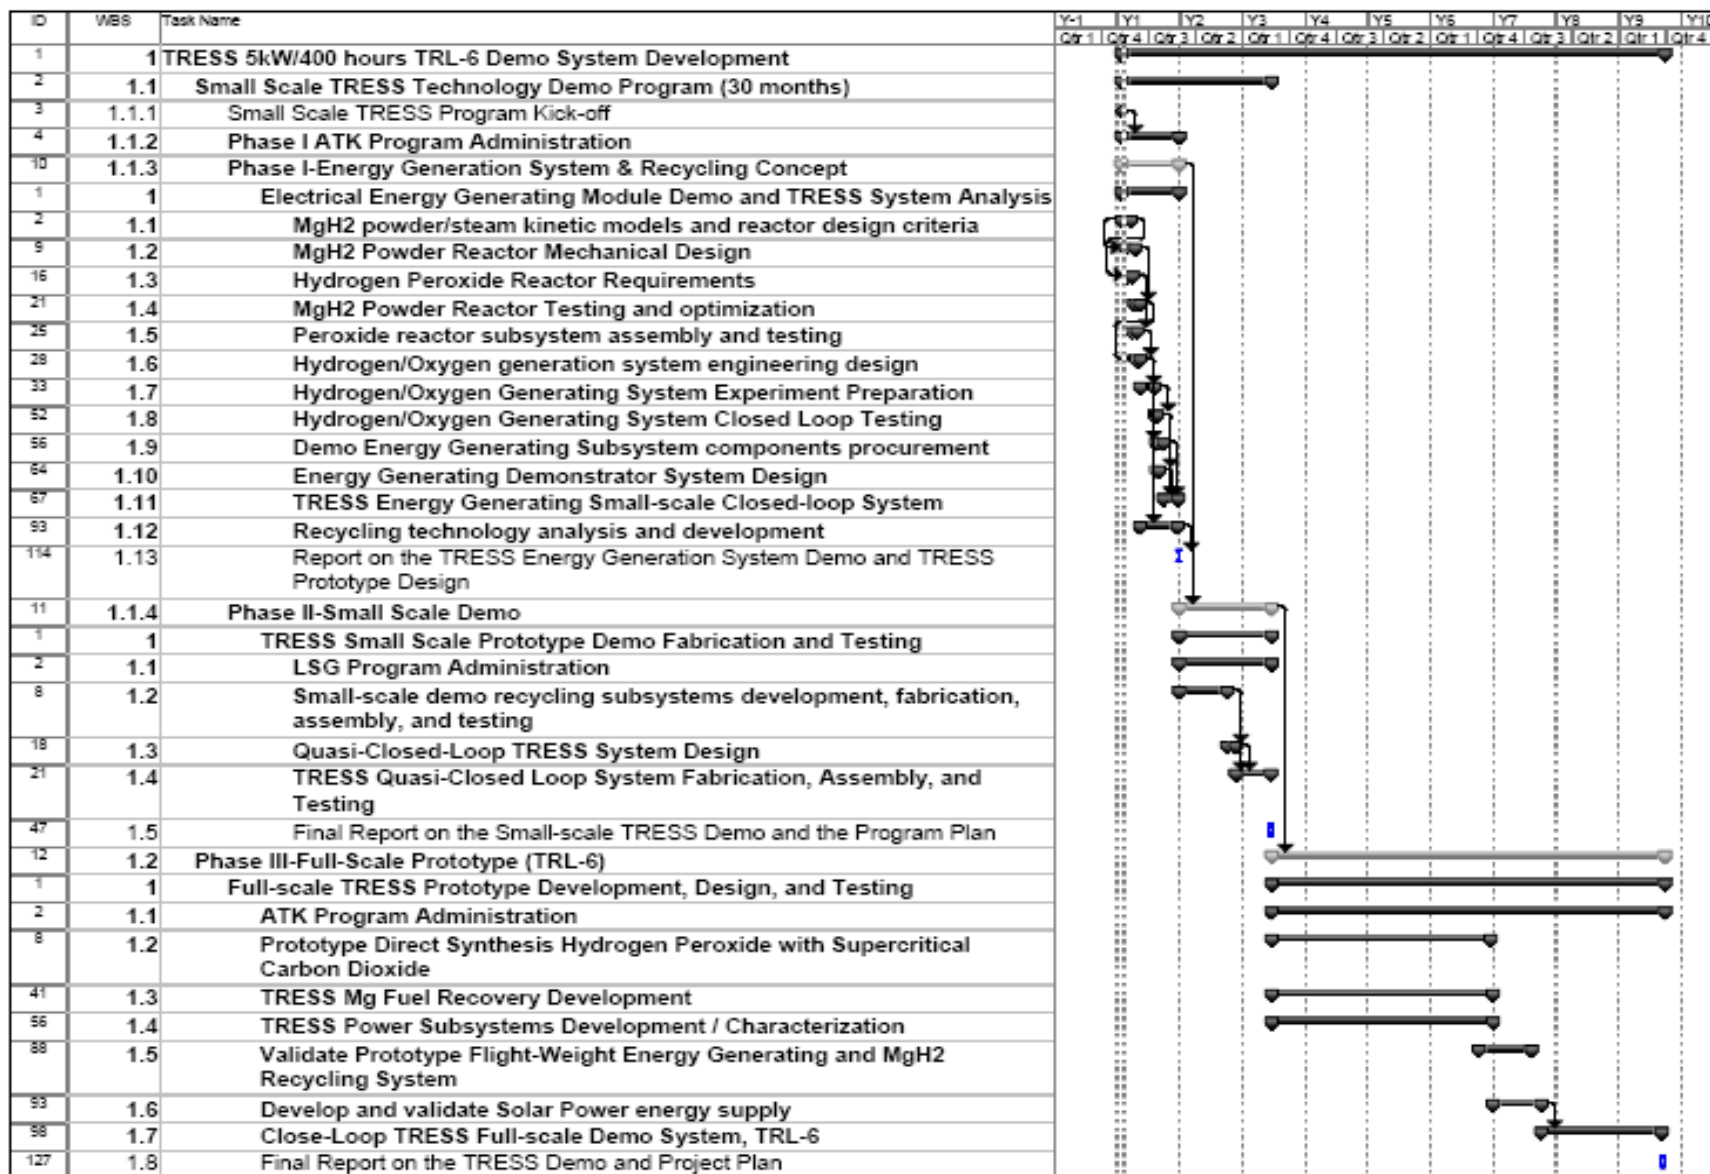 ID WBS Task Name Y-1 Y1 Y2 Y3 Y4 Y5 Y6 Y7 Y8 Y9 Y10
Qtr 1 Qtr 4 Qtr 3 Qtr 2 Qtr 1 Qtr 4 Qtr 3 Qtr 2 Qtr 1 Qtr 4 Qtr 3 Qtr 2 Qtr 1 Qtr 4
1 1 TRESS 5kW/400 hours TRL-6 Demo System Development
2 1.1 Small Scale TRESS Technology Demo Program (30 months)
3 1.1.1 Small Scale TRESS Program Kick-off
4 1.1.2 Phase I ATK Program Administration
10 1.1.3 Phase I-Energy Generation System & Recycling Concept
1 1 Electrical Energy Generating Module Demo and TRESS System Analysis
2 1.1 MgH2 powder/steam kinetic models and reactor design criteria
9 1.2 MgH2 Powder Reactor Mechanical Design
16 1.3 Hydrogen Peroxide Reactor Requirements
21 1.4 MgH2 Powder Reactor Testing and optimization
25 1.5 Peroxide reactor subsystem assembly and testing
28 1.6 Hydrogen/Oxygen generation system engineering design
33 1.7 Hydrogen/Oxygen Generating System Experiment Preparation
52 1.8 Hydrogen/Oxygen Generating System Closed Loop Testing
56 1.9 Demo Energy Generating Subsystem components procurement
64 1.10 Energy Generating Demonstrator System Design
67 1.11 TRESS Energy Generating Small-scale Closed-loop System
93 1.12 Recycling technology analysis and development
114 1.13 Report on the TRESS Energy Generation System Demo and TRESS
Prototype Design
11 1.1.4 Phase II-Small Scale Demo
1 1 TRESS Small Scale Prototype Demo Fabrication and Testing
2 1.1 LSG Program Administration
8 1.2 Small-scale demo recycling subsystems development, fabrication,
assembly, and testing
18 1.3 Quasi-Closed-Loop TRESS System Design
21 1.4 TRESS Quasi-Closed Loop System Fabrication, Assembly, and
Testing
47 1.5 Final Report on the Small-scale TRESS Demo and the Program Plan
12 1.2 Phase III-Full-Scale Prototype (TRL-6)
1 1 Full-scale TRESS Prototype Development, Design, and Testing
2 1.1 ATK Program Administration
8 1.2 Prototype Direct Synthesis Hydrogen Peroxide with Supercritical
Carbon Dioxide
41 1.3 TRESS Mg Fuel Recovery Development
56 1.4 TRESS Power Subsystems Development / Characterization
88 1.5 Validate Prototype Flight-Weight Energy Generating and MgH2
Recycling System
93 1.6 Develop and validate Solar Power energy supply
98 1.7 Close-Loop TRESS Full-scale Demo System, TRL-6
127 1.8 Final Report on the TRESS Demo and Project Plan